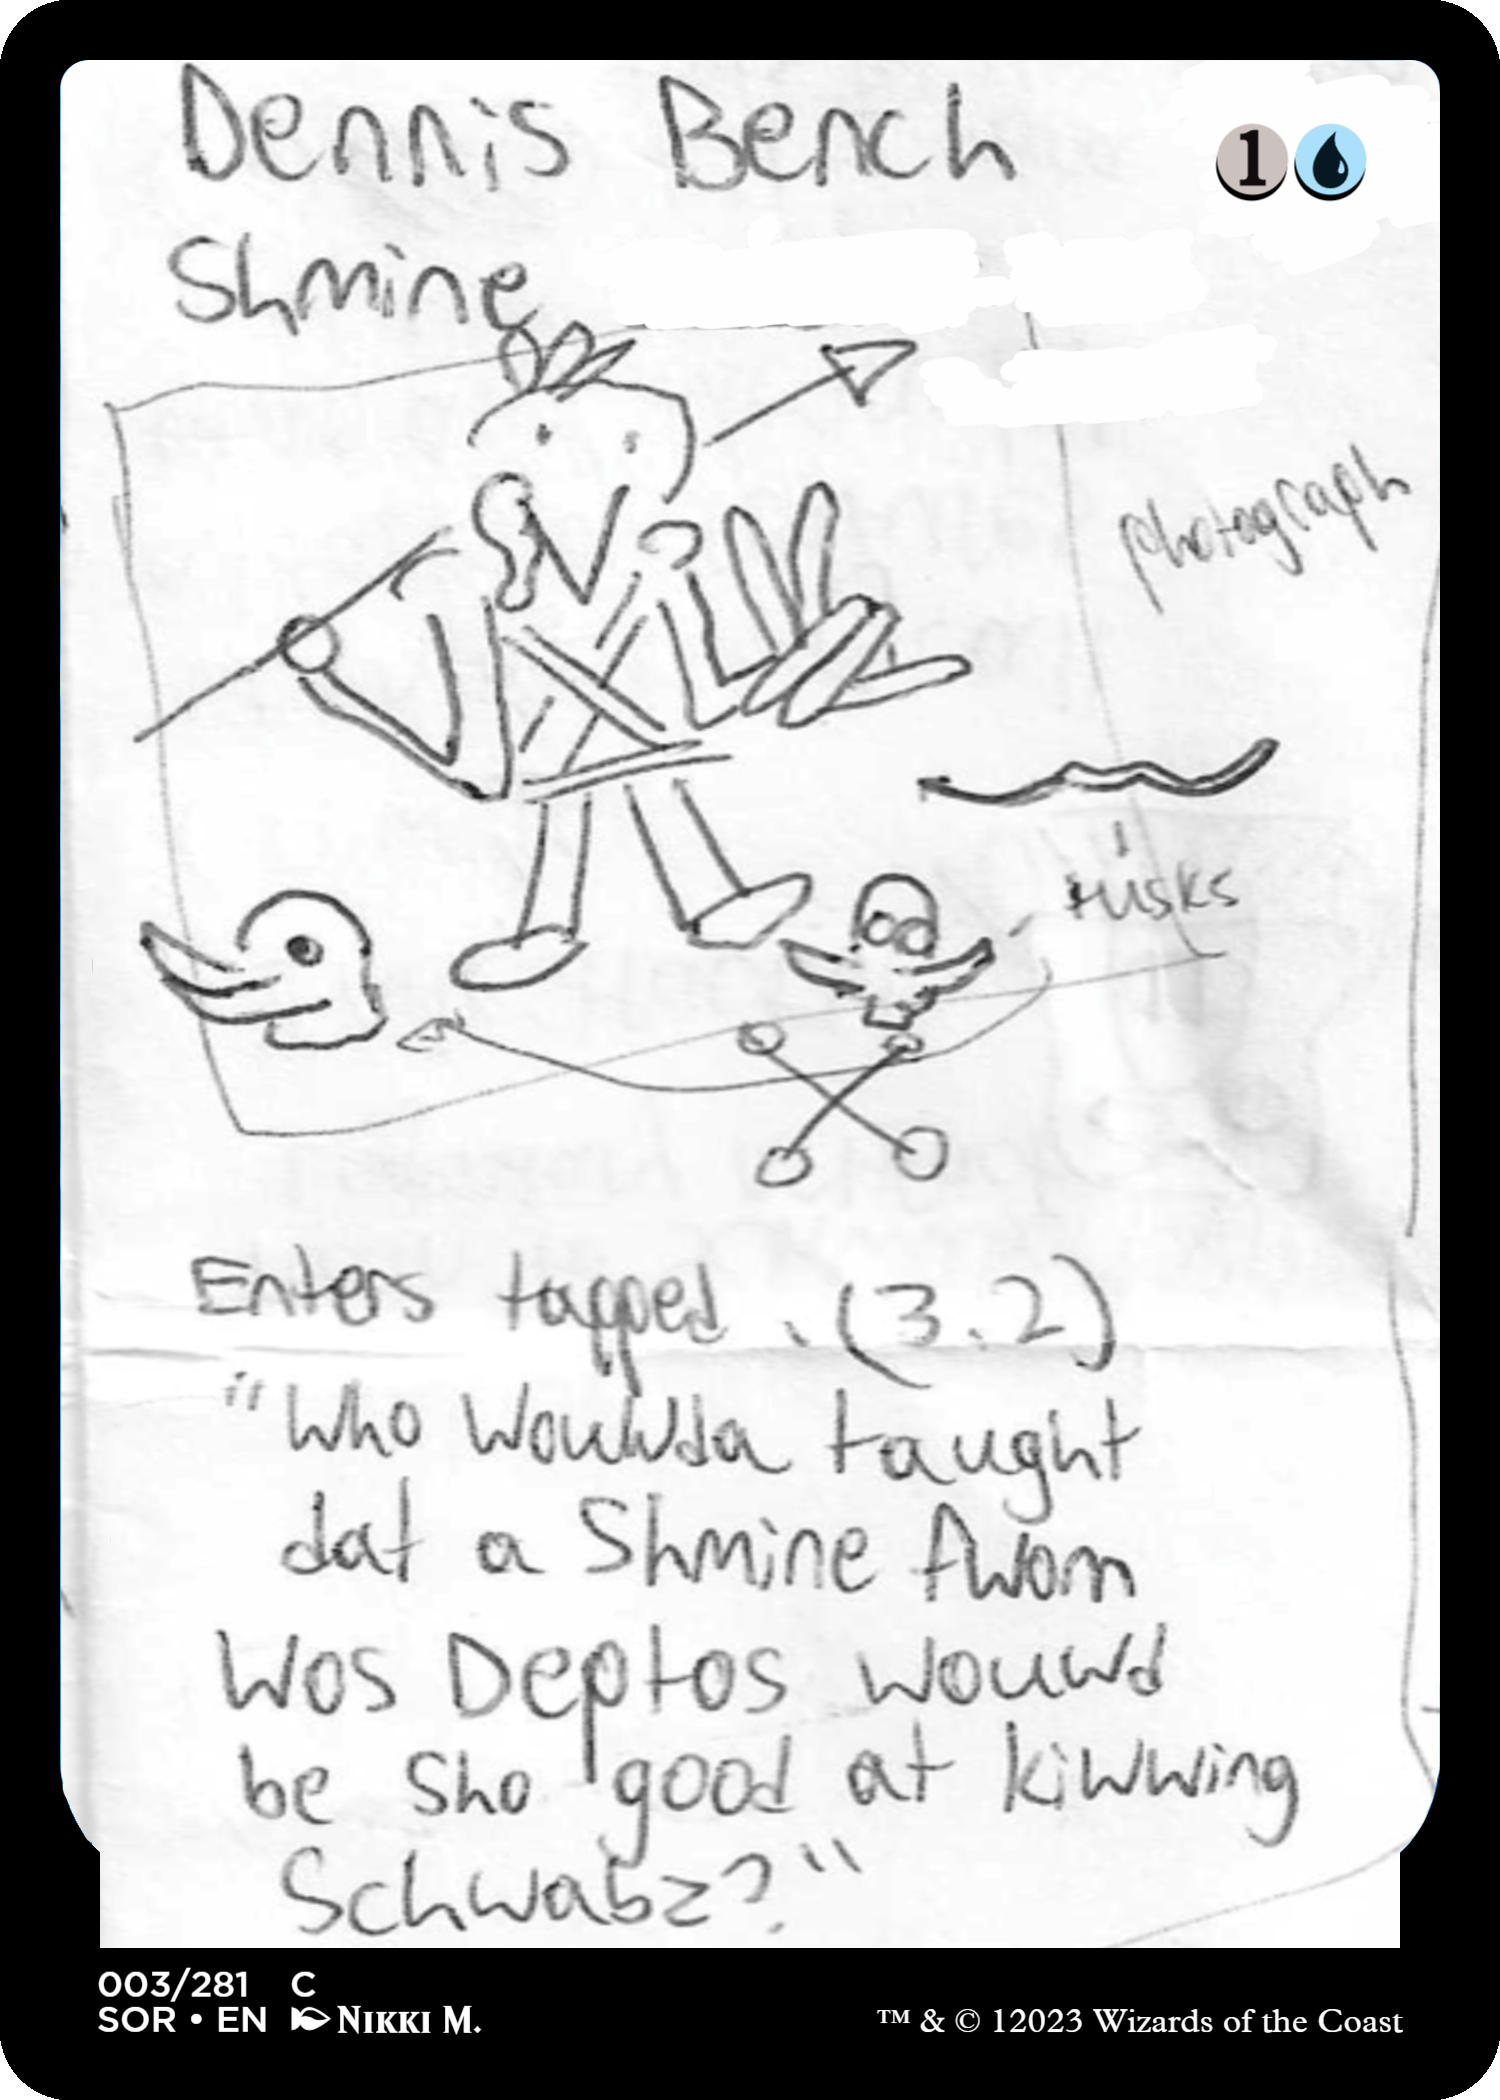 Dennis Bench
1
Shmine
photograph
tusks
Enters tapped. (3.2)
"Who Wouwda taught
dat a Shmine fwom
Wos Deptos wouwd
be Sho good at kiwwing
Schwabz?"
003/281 C
SOR • EN NIKKI M.
™ & © 12023 Wizards of the Coast